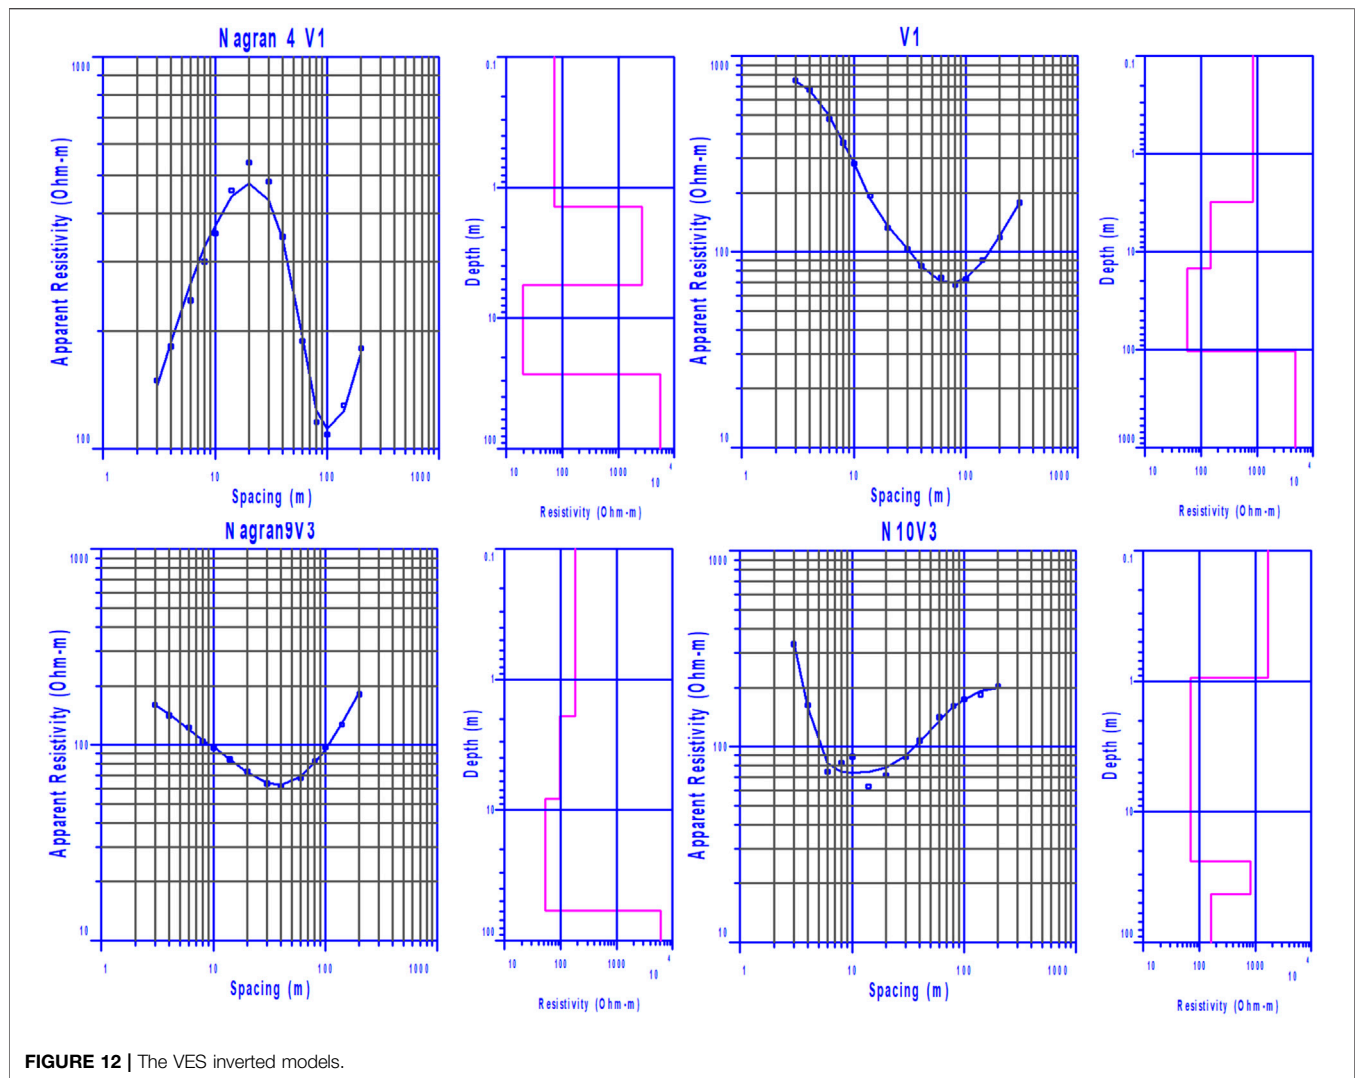 Nagran 4 V1
1000
100
Apparent Resistivity (Ohm-m)
1 10 100 1000
Spacing (m)
0.1
1
10
100
Depth (m)
10 100 1000 10 4
Resistivity (Ohm-m)
V1
1000
100
10
Apparent Resistivity (Ohm-m)
1 10 100 1000
Spacing (m)
0.1
1
10
100
1000
Depth (m)
10 100 1000 10 4
Resistivity (Ohm-m)
Nagran9V3
1000
100
10
Apparent Resistivity (Ohm-m)
1 10 100 1000
Spacing (m)
0.1
1
10
100
Depth (m)
10 100 1000 10 4
Resistivity (Ohm-m)
N10V3
1000
100
10
Apparent Resistivity (Ohm-m)
1 10 100 1000
Spacing (m)
0.1
1
10
100
Depth (m)
10 100 1000 10 4
Resistivity (Ohm-m)
FIGURE 12 | The VES inverted models.